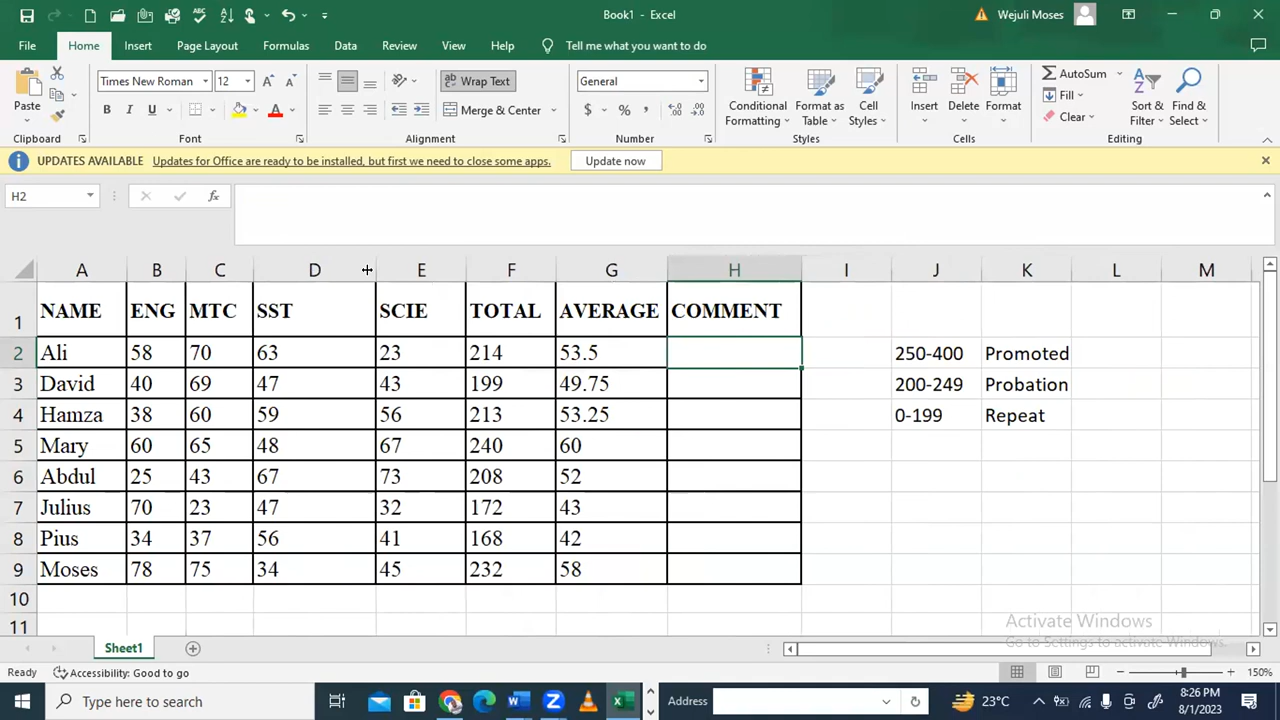 Book1 - Excel
Wejuli Moses
File Home Insert Page Layout Formulas Data Review View Help Tell me what you want to do
Paste
Times New Roman 12
B I U A
ab Wrap Text
Merge & Center
General
$ % ,
Conditional Formatting
Format as Table
Cell Styles
Insert Delete Format
AutoSum
Fill
Clear
Sort & Filter
Find & Select
Clipboard Font Alignment Number Styles Cells Editing
UPDATES AVAILABLE Updates for Office are ready to be installed, but first we need to close some apps. Update now
H2 fx
A B C D E F G H I J K L M
1 NAME ENG MTC SST SCIE TOTAL AVERAGE COMMENT
2 Ali 58 70 63 23 214 53.5 250-400 Promoted
3 David 40 69 47 43 199 49.75 200-249 Probation
4 Hamza 38 60 59 56 213 53.25 0-199 Repeat
5 Mary 60 65 48 67 240 60
6 Abdul 25 43 67 73 208 52
7 Julius 70 23 47 32 172 43
8 Pius 34 37 56 41 168 42
9 Moses 78 75 34 45 232 58
10
11
Activate Windows
Go to Settings to activate Windows.
Sheet1
Ready Accessibility: Good to go 150%
Type here to search
Address
23°C
8:26 PM
8/1/2023